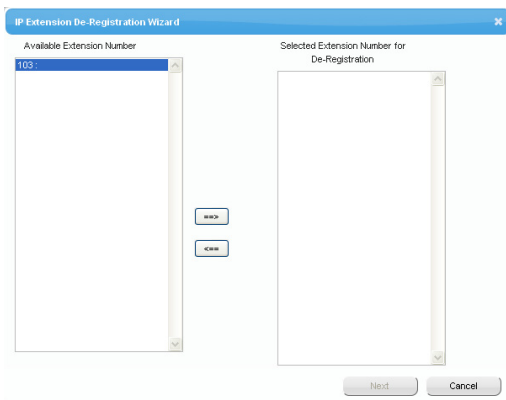 IP Extension De-Registration Wizard
Available Extension Number
Selected Extension Number for
De-Registration
103 :
==>
<==
Next
Cancel